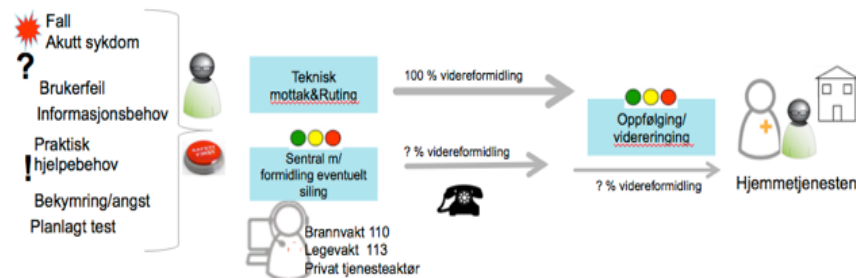 Fall
Akutt sykdom
?
Brukerfeil
Informasjonsbehov
Praktisk
hjelpebehov
!
Bekymring/angst
Planlagt test
Teknisk
mottak&Ruting
100 % videreformidling
Sentral m/
formidling eventuelt
siling
? % videreformidling
Brannvakt 110
Legevakt 113
Privat tjenesteaktør
Oppfølging/
videreringing
? % videreformidling
Hjemmetjenesten